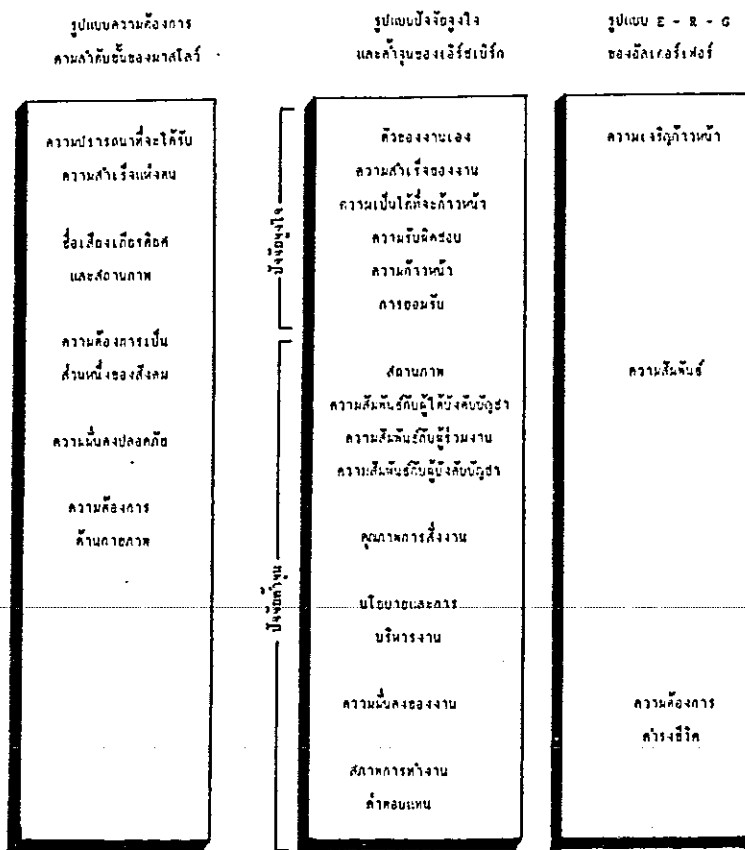 รูปแบบความต้องการ
ตามลำดับขั้นของมาสโลว์
ความปรารถนาที่จะได้รับ
ความสำเร็จแห่งตน
ชื่อเสียงเกียรติยศ
และสถานภาพ
ความต้องการเป็น
ส่วนหนึ่งของสังคม
ความมั่นคงปลอดภัย
ความต้องการ
ด้านกายภาพ
รูปแบบปัจจัยจูงใจ
และค้ำจุนของเฮิร์ซเบิร์ก
ปัจจัยจูงใจ
ตัวของงานเอง
ความสำเร็จของงาน
ความเป็นไปได้ที่จะก้าวหน้า
ความรับผิดชอบ
ความก้าวหน้า
การยอมรับ
ปัจจัยค้ำจุน
สถานภาพ
ความสัมพันธ์กับผู้ใต้บังคับบัญชา
ความสัมพันธ์กับผู้ร่วมงาน
ความสัมพันธ์กับผู้บังคับบัญชา
คุณภาพการสั่งงาน
นโยบายและการ
บริหารงาน
ความมั่นคงของงาน
สภาพการทำงาน
ค่าตอบแทน
รูปแบบ E - R - G
ของอัลเดอร์เฟอร์
ความเจริญก้าวหน้า
ความสัมพันธ์
ความต้องการ
ดำรงชีวิต